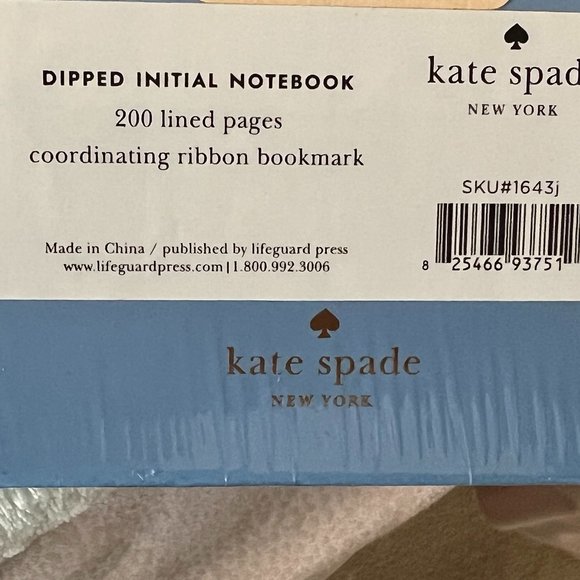 DIPPED INITIAL NOTEBOOK
200 lined pages
coordinating ribbon bookmark
Made in China / published by lifeguard press
www.lifeguardpress.com | 1.800.992.3006
kate spad
NEW YORK
SKU#1643j
8 25466 93751
kate spade
NEW YORK